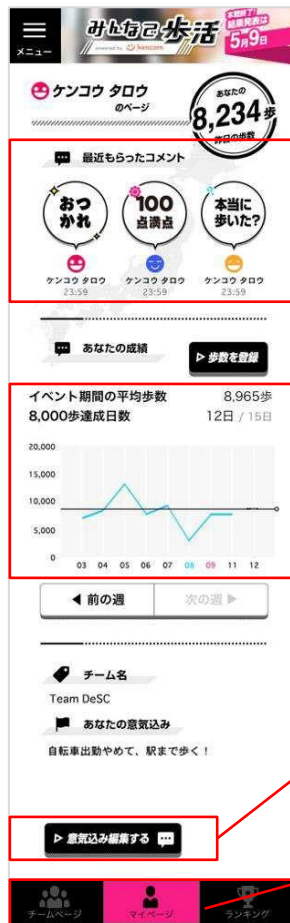 メニュー
みんなで歩活
powered by kencom
本戦終了!
結果発表は
5月9日
ケンコウ タロウ
のページ
あなたの
8,234歩
昨日の歩数
最近もらったコメント
おつ
かれ
100
点満点
本当に
歩いた?
ケンコウ タロウ ケンコウ タロウ ケンコウ タロウ
23:59 23:59 23:59
あなたの成績
▷ 歩数を登録
イベント期間の平均歩数 8,965歩
8,000歩達成日数 12日 / 15日
20,000
15,000
10,000
5,000
0
03 04 05 06 07 08 09 11 12
◀ 前の週 次の週 ▶
チーム名
Team DeSC
あなたの意気込み
自転車出勤やめて、駅まで歩く!
▷ 意気込み編集する
チームページ マイページ ランキング